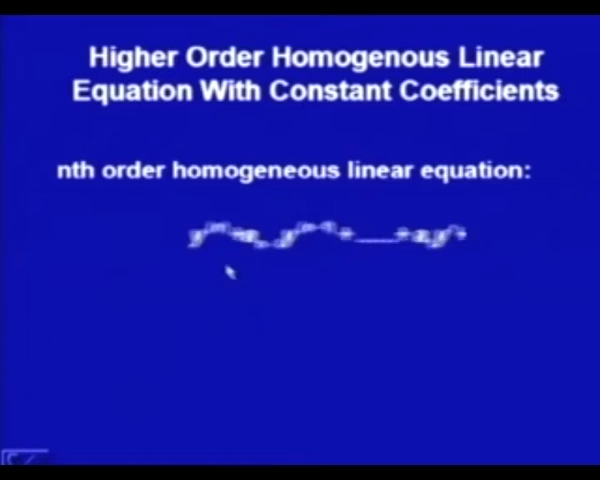 Higher Order Homogenous Linear
Equation With Constant Coefficients
nth order homogeneous linear equation: